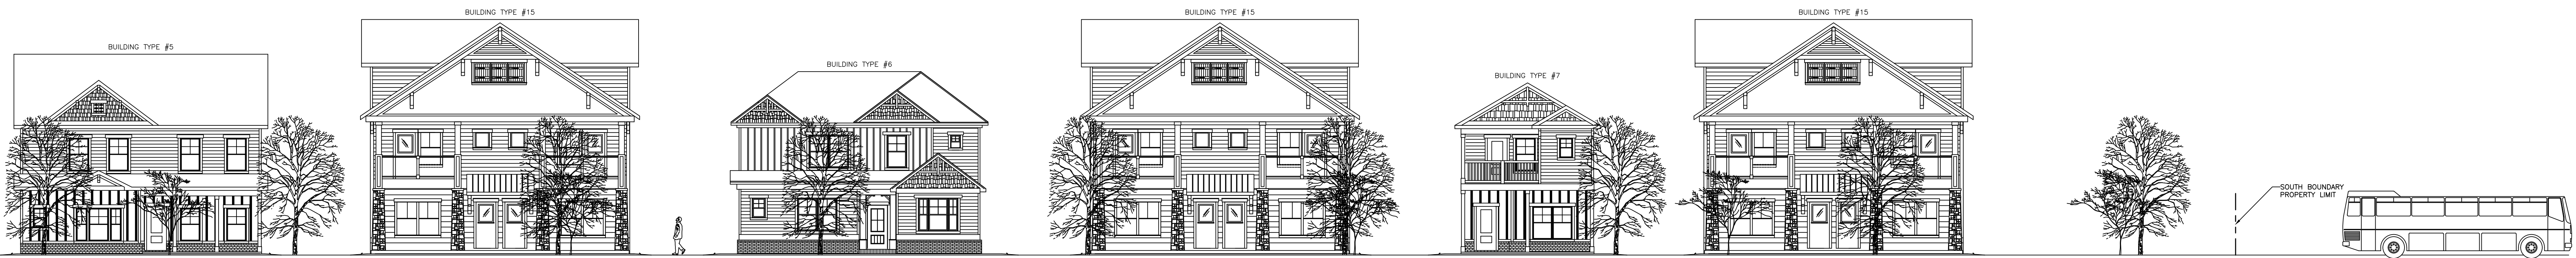 BUILDING TYPE #5
BUILDING TYPE #15
BUILDING TYPE #6
BUILDING TYPE #15
BUILDING TYPE #7
BUILDING TYPE #15
SOUTH BOUNDARY
PROPERTY LIMIT